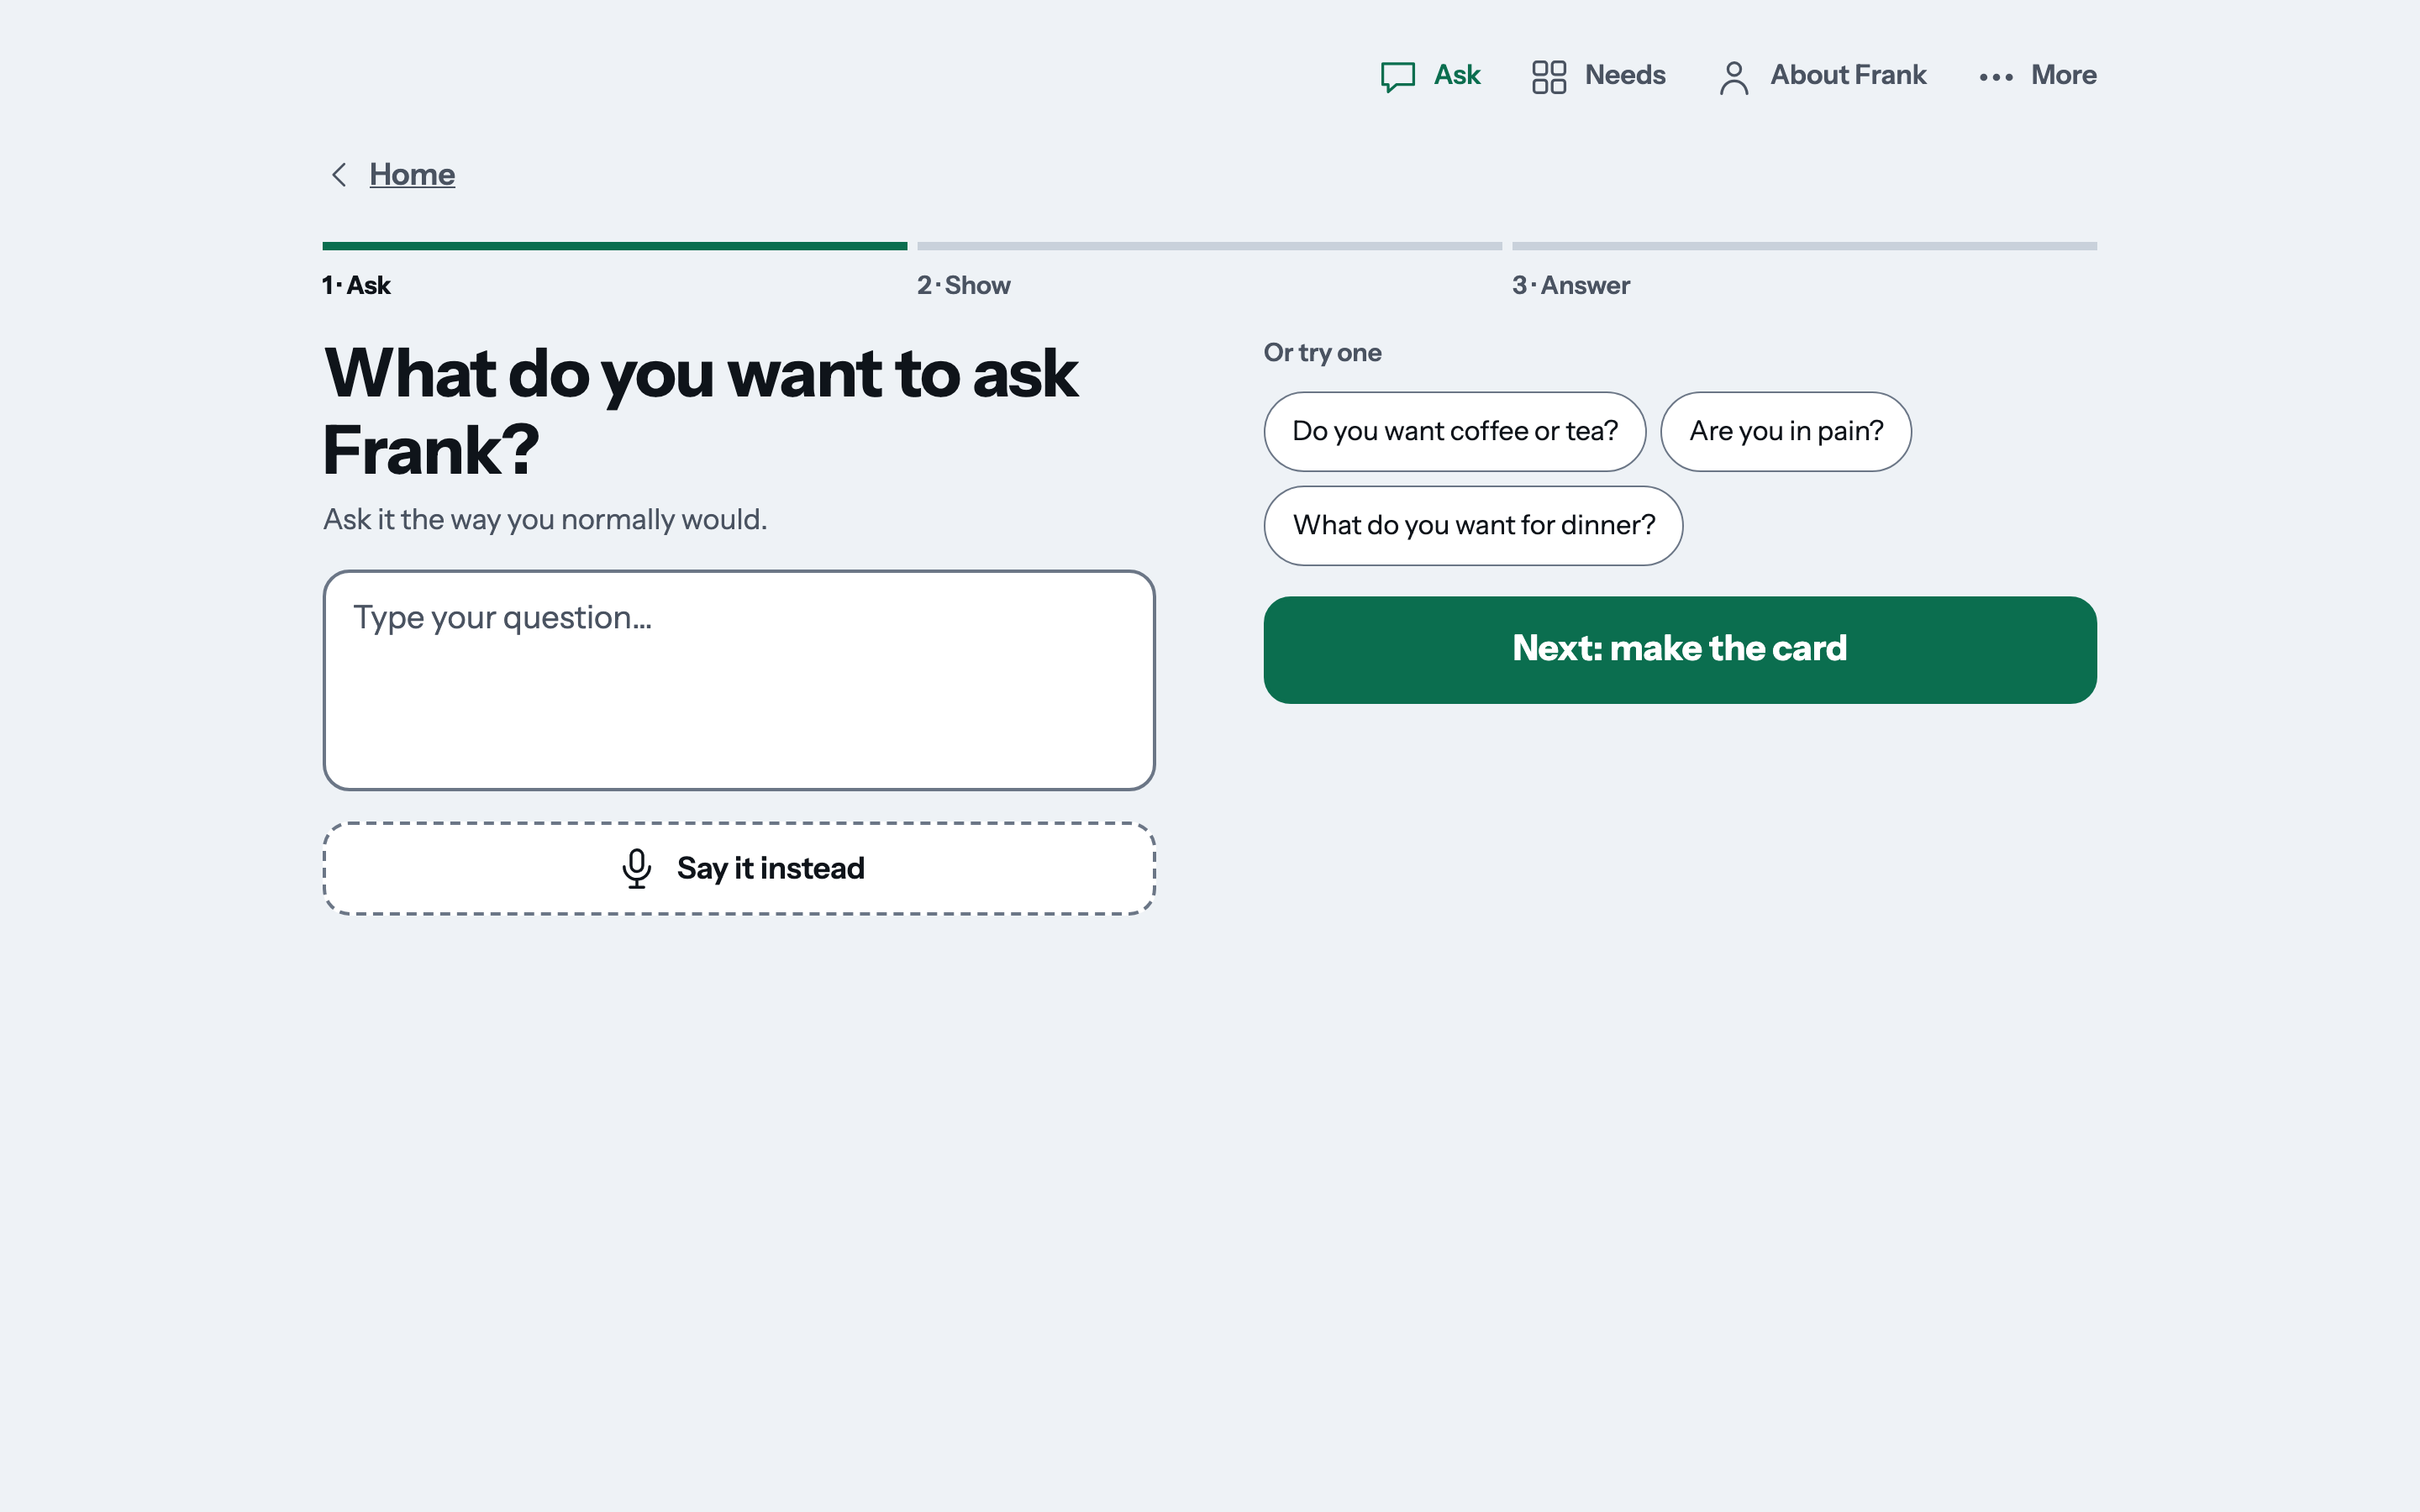 Ask
Needs
About Frank
More
Home
1 · Ask
2 · Show
3 · Answer
What do you want to ask
Frank?
Ask it the way you normally would.
Type your question...
Say it instead
Or try one
Do you want coffee or tea?
Are you in pain?
What do you want for dinner?
Next: make the card